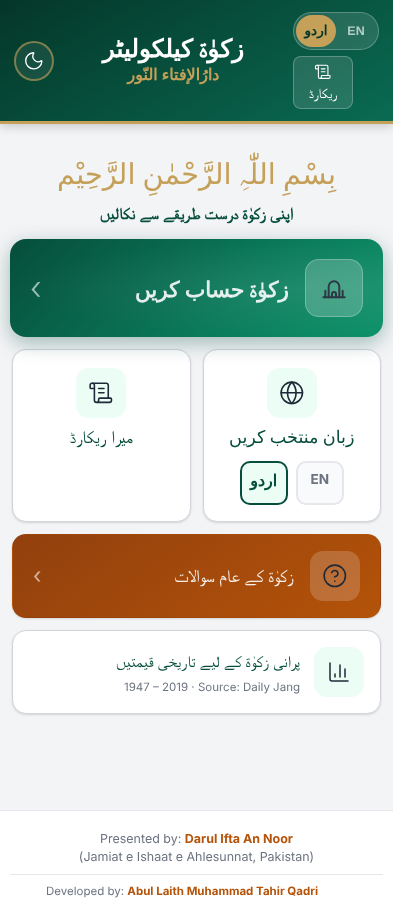 زکوٰۃ کیلکولیٹر
دارُالإفتاء النّور
اردو
EN
ریکارڈ
بِسْمِ اللّٰہِ الرَّحْمٰنِ الرَّحِیْمِ
اپنی زکوٰۃ درست طریقے سے نکالیں
زکوٰۃ حساب کریں
زبان منتخب کریں
اردو
EN
میرا ریکارڈ
زکوٰۃ کے عام سوالات
پرانی زکوٰۃ کے لیے تاریخی قیمتیں
1947 – 2019 · Source: Daily Jang
Presented by: Darul Ifta An Noor
(Jamiat e Ishaat e Ahlesunnat, Pakistan)
Developed by: Abul Laith Muhammad Tahir Qadri